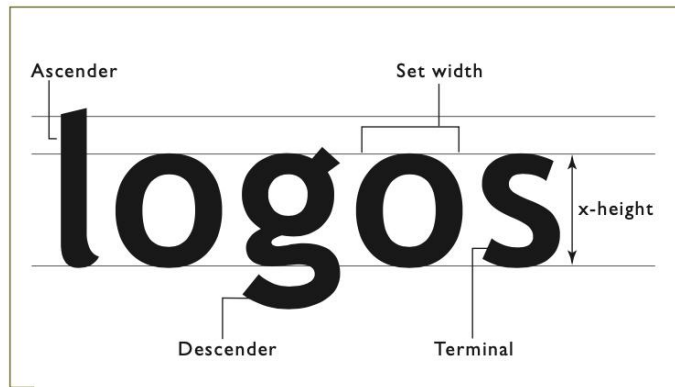 Ascender
Set width
logos
x-height
Descender
Terminal